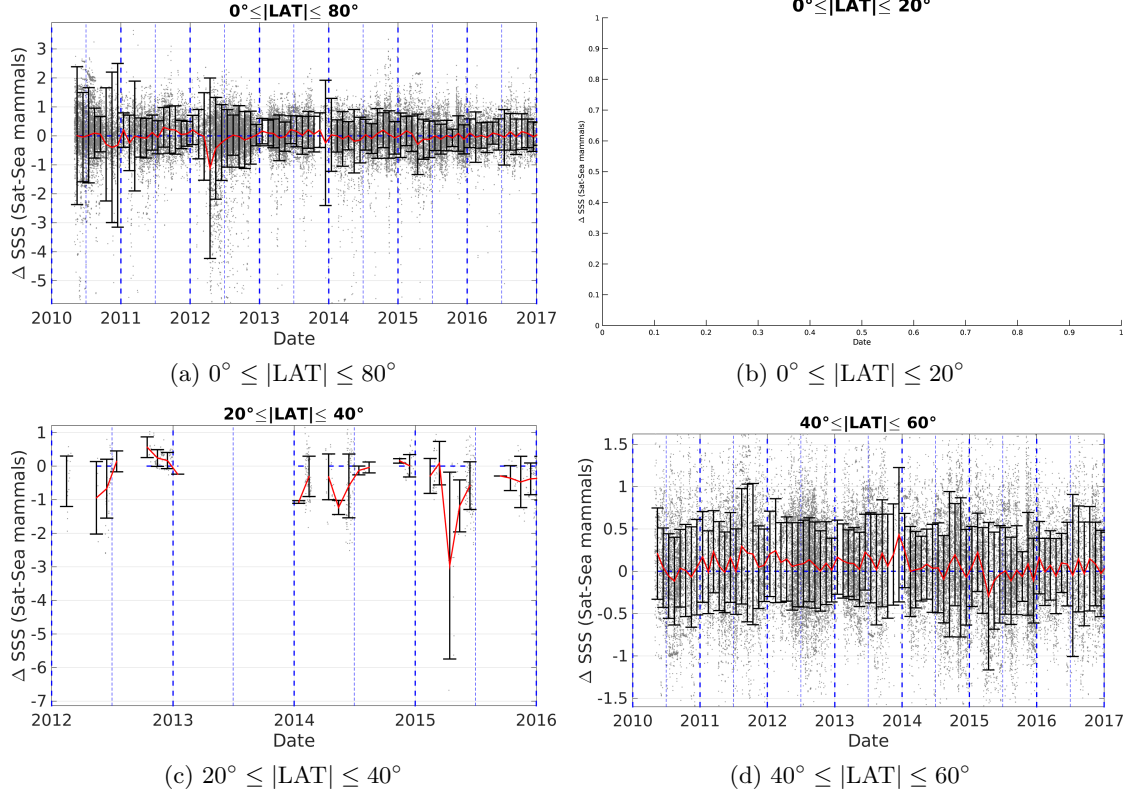 0°≤|LAT|≤ 80°
Δ SSS (Sat-Sea mammals)
3
2
1
0
-1
-2
-3
-4
-5
2010 2011 2012 2013 2014 2015 2016 2017
Date
(a) 0° ≤ |LAT| ≤ 80°
0°≤|LAT|≤ 20°
Δ SSS (Sat-Sea mammals)
1
0.9
0.8
0.7
0.6
0.5
0.4
0.3
0.2
0.1
0
0 0.1 0.2 0.3 0.4 0.5 0.6 0.7 0.8 0.9 1
Date
(b) 0° ≤ |LAT| ≤ 20°
20°≤|LAT|≤ 40°
Δ SSS (Sat-Sea mammals)
1
0
-1
-2
-3
-4
-5
-6
-7
2012 2013 2014 2015 2016
Date
(c) 20° ≤ |LAT| ≤ 40°
40°≤|LAT|≤ 60°
Δ SSS (Sat-Sea mammals)
1.5
1
0.5
0
-0.5
-1
-1.5
2010 2011 2012 2013 2014 2015 2016 2017
Date
(d) 40° ≤ |LAT| ≤ 60°